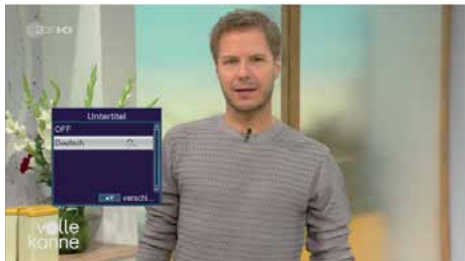 ZDF HD
Untertitel
OFF
Deutsch
verschi...
volle
kanne